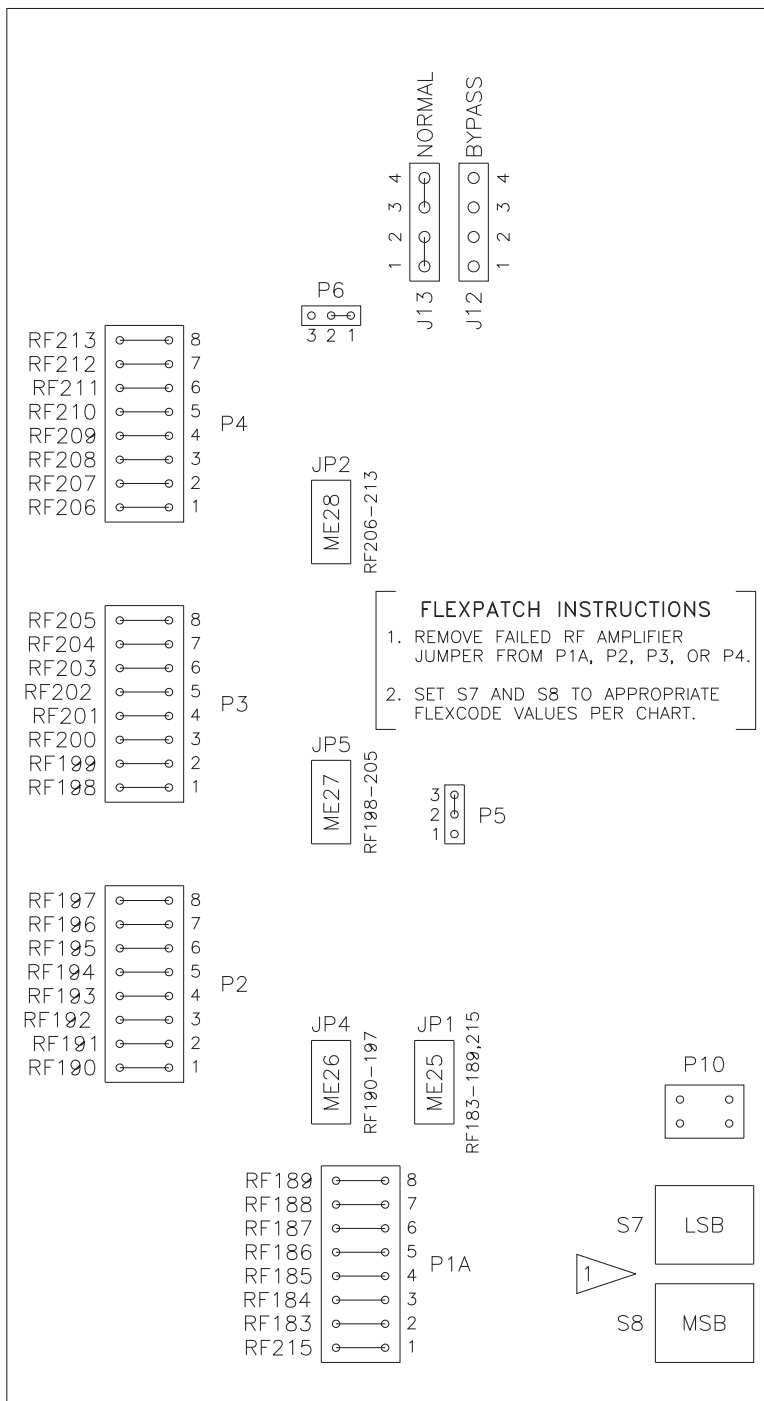 NORMAL
BYPASS
1 2 3 4
1 2 3 4
J13
J12
P6
3 2 1
RF213 8
RF212 7
RF211 6
RF210 5
RF209 4
RF208 3
RF207 2
RF206 1
P4
JP2
ME28
RF206-213
FLEXPATCH INSTRUCTIONS
1. REMOVE FAILED RF AMPLIFIER
JUMPER FROM P1A, P2, P3, OR P4.
2. SET S7 AND S8 TO APPROPRIATE
FLEXCODE VALUES PER CHART.
RF205 8
RF204 7
RF203 6
RF202 5
RF201 4
RF200 3
RF199 2
RF198 1
P3
JP5
ME27
RF198-205
3
2
1
P5
RF197 8
RF196 7
RF195 6
RF194 5
RF193 4
RF192 3
RF191 2
RF190 1
P2
JP4
ME26
RF190-197
JP1
ME25
RF183-189,215
P10
RF189 8
RF188 7
RF187 6
RF186 5
RF185 4
RF184 3
RF183 2
RF215 1
P1A
S7 LSB
1
S8 MSB